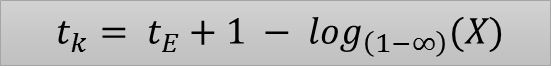 t_k = t_E + 1 − log_(1−∞)(X)